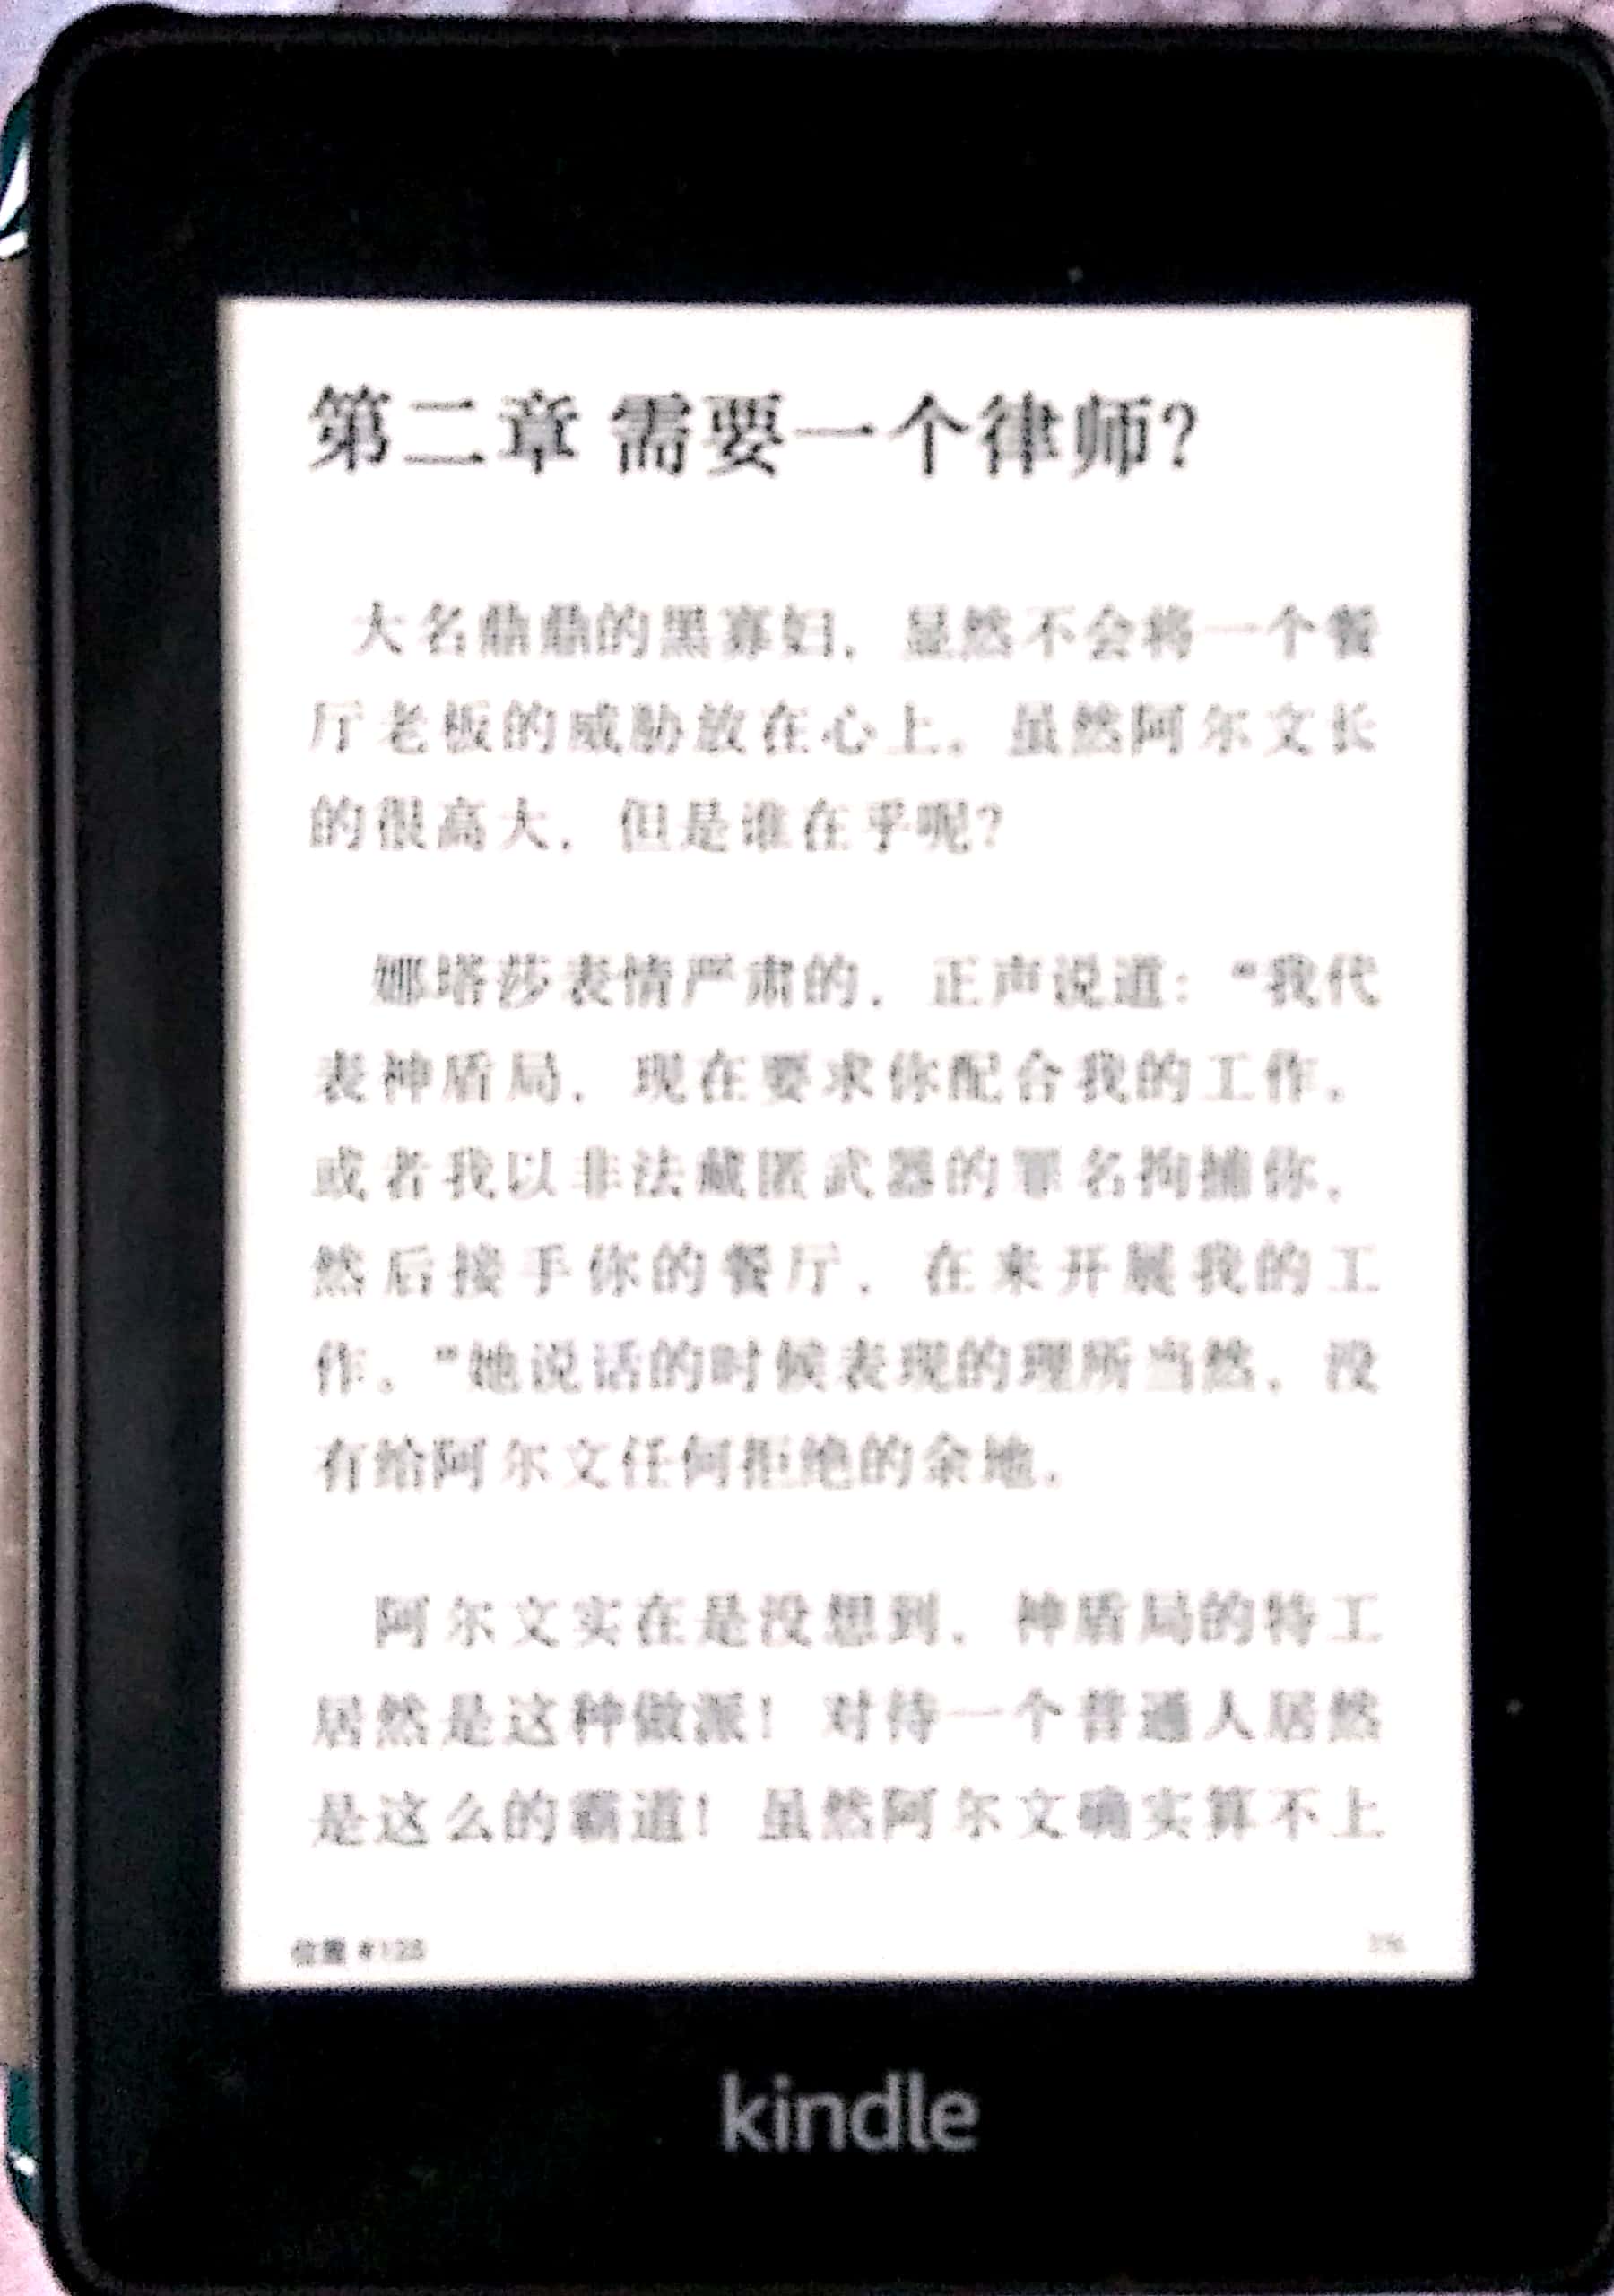 第二章 需要一个律师?
大名鼎鼎的黑寡妇，显然不会将一个餐
厅老板的威胁放在心上。虽然阿尔文长
的很高大，但是谁在乎呢?
娜塔莎表情严肃的，正声说道：“我代
表神盾局，现在要求你配合我的工作。
或者我以非法藏匿武器的罪名拘捕你，
然后接手你的餐厅，在来开展我的工
作。”她说话的时候表现的理所当然，没
有给阿尔文任何拒绝的余地。
阿尔文实在是没想到，神盾局的特工
居然是这种做派！对待一个普通人居然
是这么的霸道！虽然阿尔文确实算不上
位置
kindle